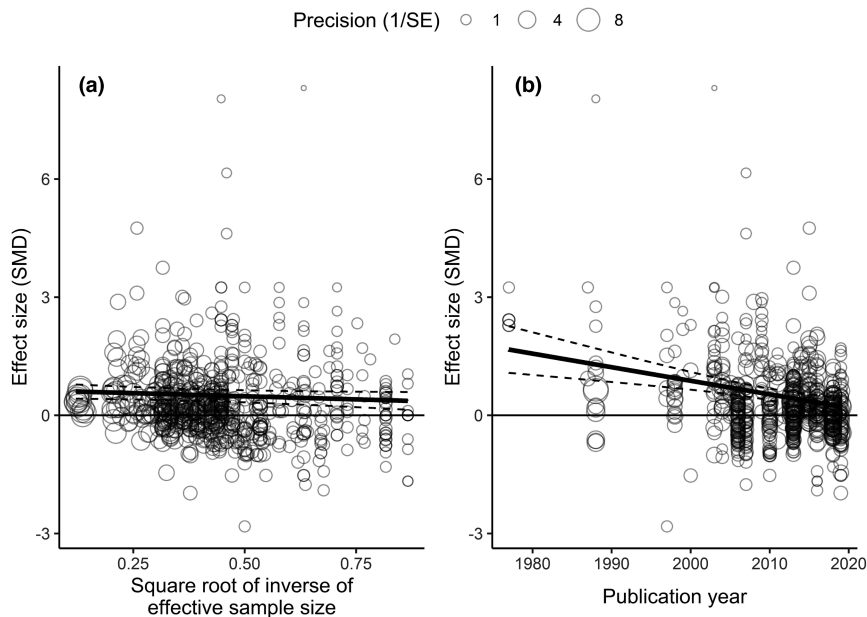 Precision (1/SE) 1 4 8
(a) (b)
Effect size (SMD)
6
3
0
-3
0.25 0.50 0.75
Square root of inverse of
effective sample size
Effect size (SMD)
6
3
0
-3
1980 1990 2000 2010 2020
Publication year